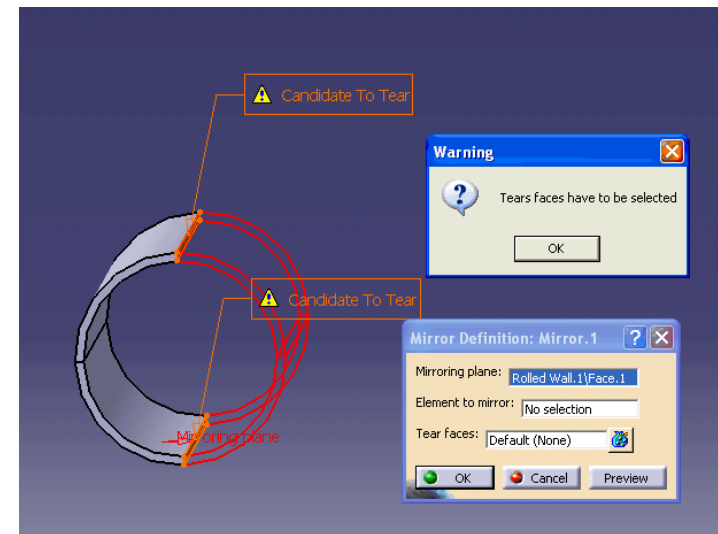 Candidate To Tear
Warning
Tears faces have to be selected
OK
Candidate To Tear
Mirror Definition: Mirror.1
Mirroring plane: Rolled Wall.1\Face.1
Element to mirror: No selection
Tear faces: Default (None)
OK Cancel Preview
Mirroring plane